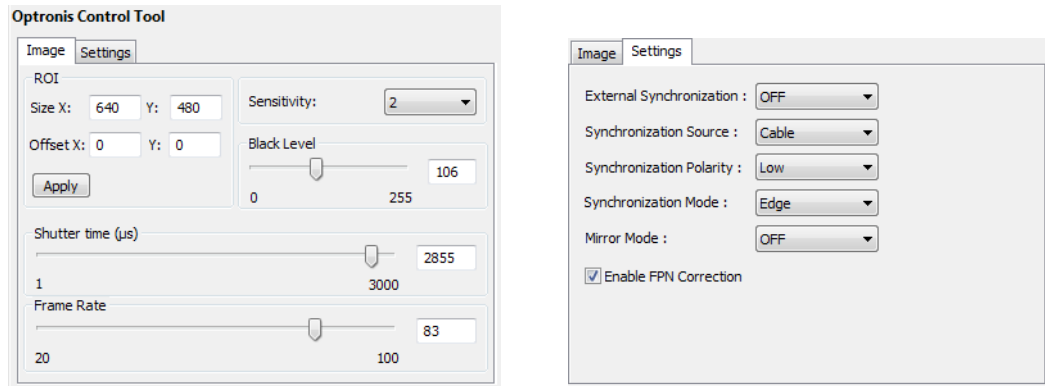 Optronis Control Tool
Image Settings
ROI
Size X: 640 Y: 480
Offset X: 0 Y: 0
Apply
Sensitivity: 2
Black Level
106
0 255
Shutter time (µs)
2855
1 3000
Frame Rate
83
20 100
Image Settings
External Synchronization : OFF
Synchronization Source : Cable
Synchronization Polarity : Low
Synchronization Mode : Edge
Mirror Mode : OFF
Enable FPN Correction